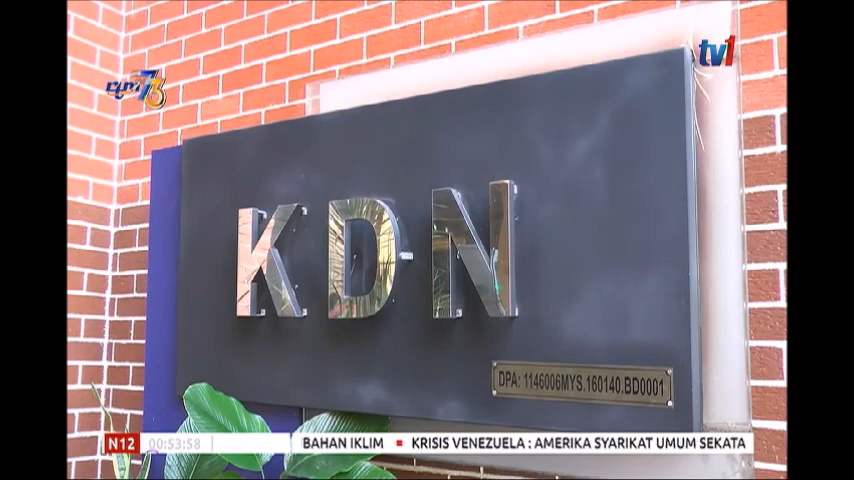 tv1
rtm 73
KDN
DPA: 1146006MYS.160140.BD0001
N12 00:53:58 BAHAN IKLIM ▪ KRISIS VENEZUELA : AMERIKA SYARIKAT UMUM SEKATA